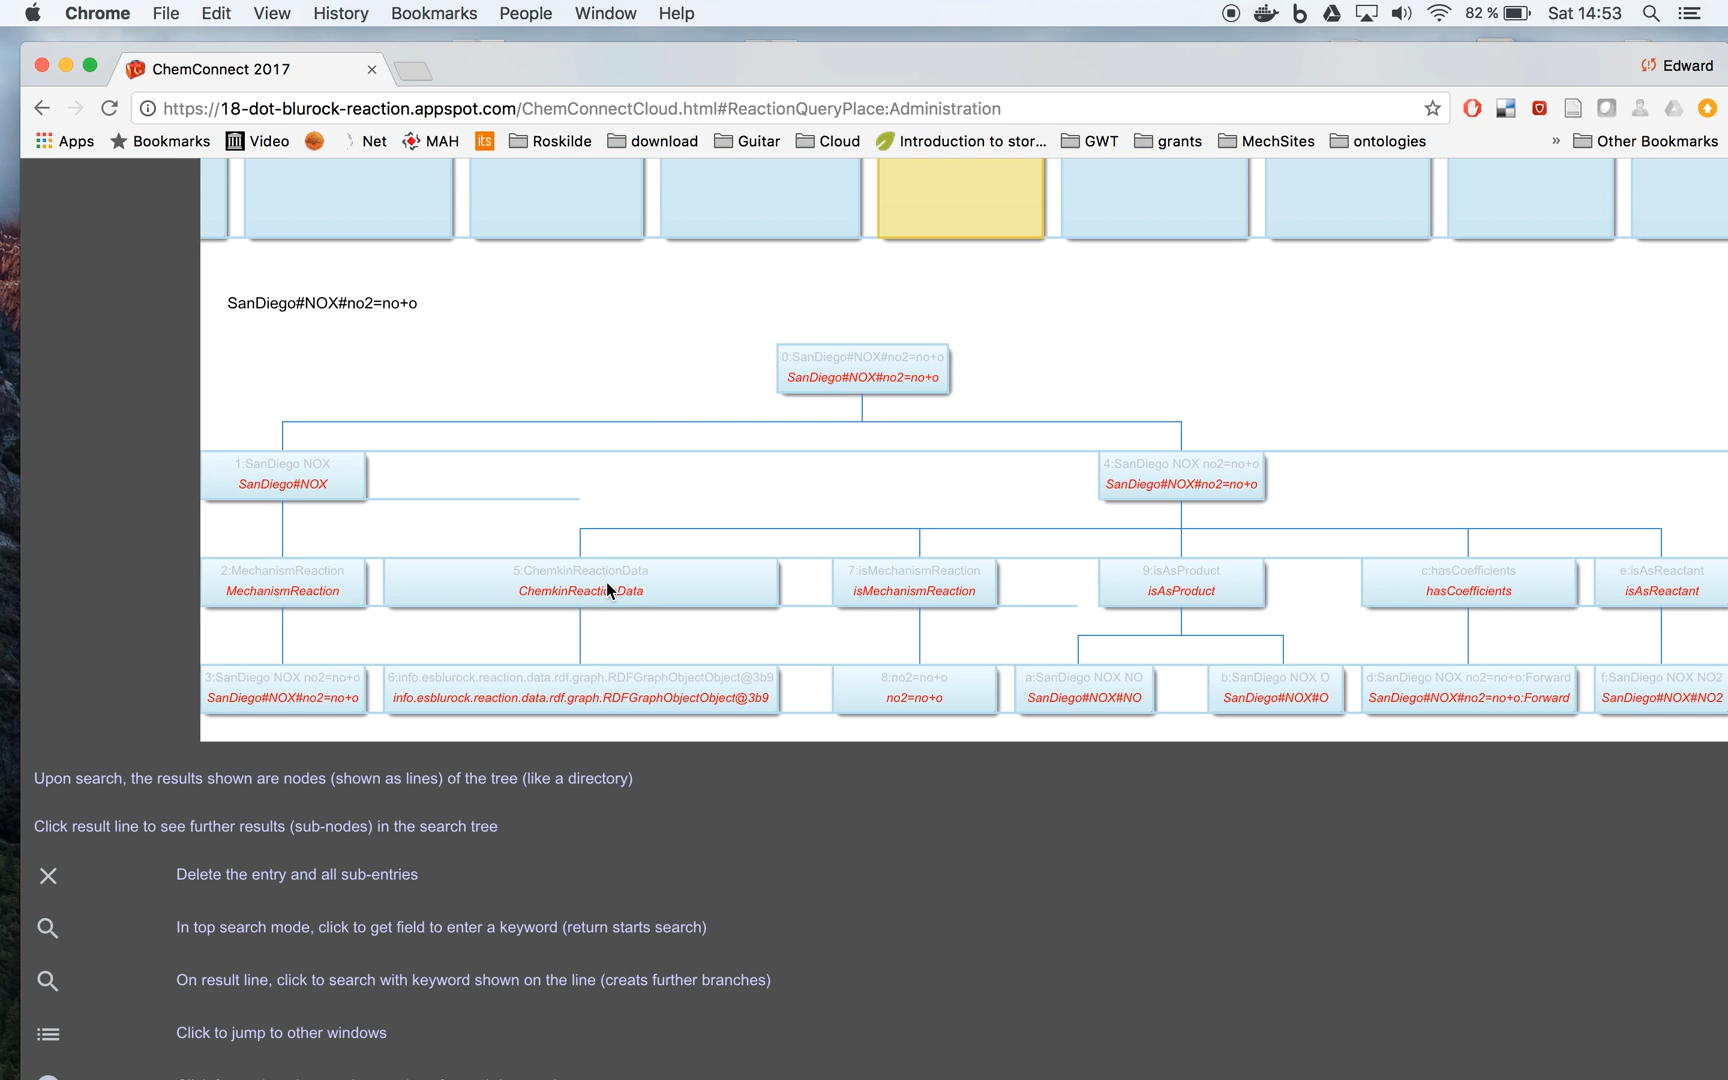 Chrome File Edit View History Bookmarks People Window Help 82 % Sat 14:53
ChemConnect 2017 Edward
https://18-dot-blurock-reaction.appspot.com/ChemConnectCloud.html#ReactionQueryPlace:Administration
Apps Bookmarks Video Net MAH its Roskilde download Guitar Cloud Introduction to stor... GWT grants MechSites ontologies » Other Bookmarks
SanDiego#NOX#no2=no+o
0:SanDiego#NOX#no2=no+o
SanDiego#NOX#no2=no+o
1:SanDiego NOX 4:SanDiego NOX no2=no+o
SanDiego#NOX SanDiego#NOX#no2=no+o
2:MechanismReaction 5:ChemkinReactionData 7:isMechanismReaction 9:isAsProduct c:hasCoefficients e:isAsReactant
MechanismReaction ChemkinReactionData isMechanismReaction isAsProduct hasCoefficients isAsReactant
3:SanDiego NOX no2=no+o 6:info.esblurock.reaction.data.rdf.graph.RDFGraphObjectObject@3b9 8:no2=no+o a:SanDiego NOX NO b:SanDiego NOX O d:SanDiego NOX no2=no+o:Forward f:SanDiego NOX NO2
SanDiego#NOX#no2=no+o info.esblurock.reaction.data.rdf.graph.RDFGraphObjectObject@3b9 no2=no+o SanDiego#NOX#NO SanDiego#NOX#O SanDiego#NOX#no2=no+o:Forward SanDiego#NOX#NO2
Upon search, the results shown are nodes (shown as lines) of the tree (like a directory)
Click result line to see further results (sub-nodes) in the search tree
Delete the entry and all sub-entries
In top search mode, click to get field to enter a keyword (return starts search)
On result line, click to search with keyword shown on the line (creats further branches)
Click to jump to other windows